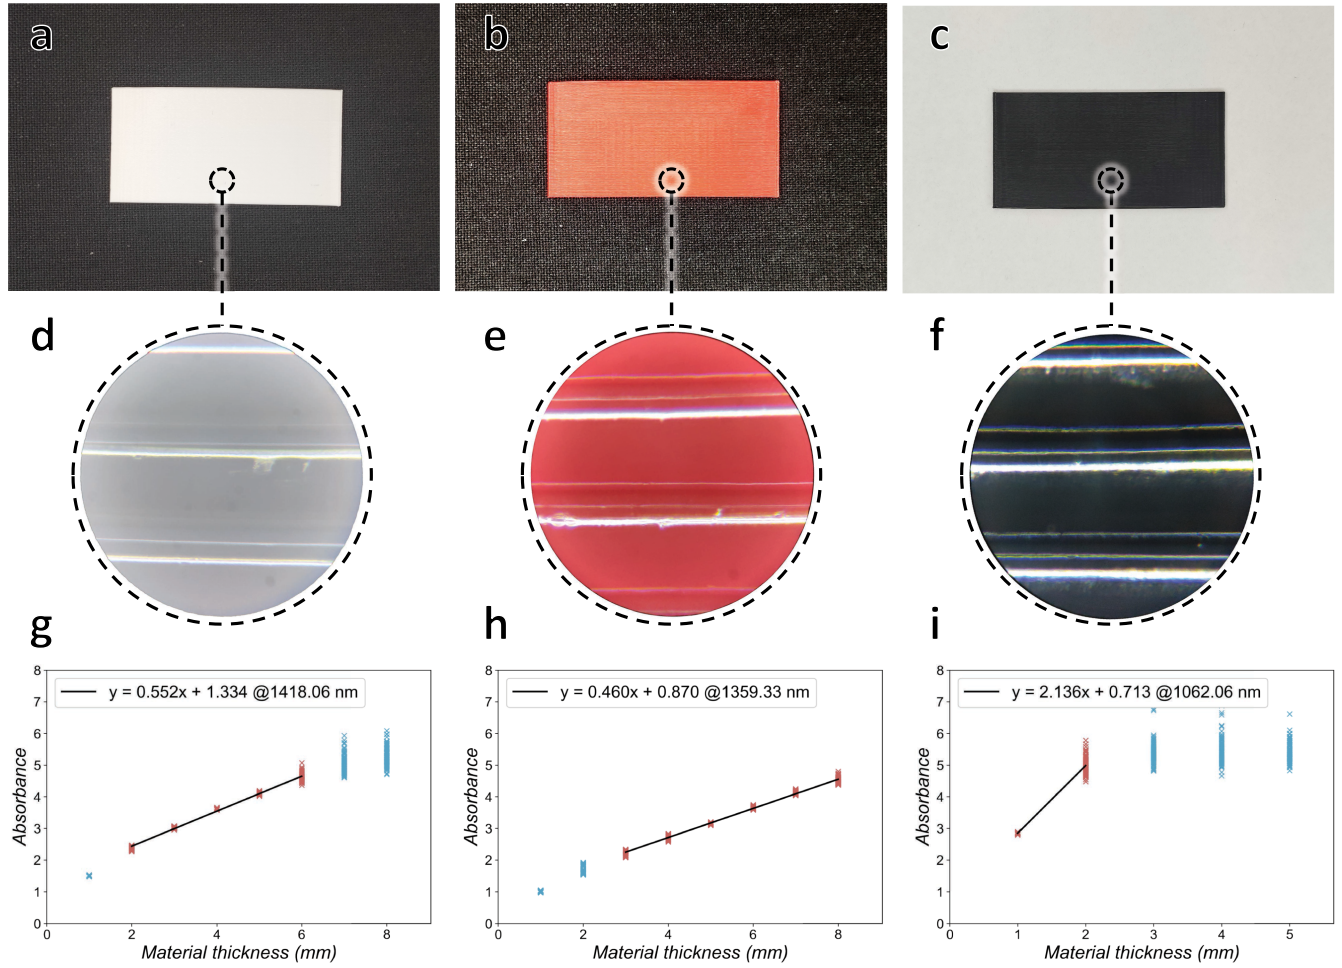 a
b
c
d
e
f
g
h
i
y = 0.552x + 1.334 @1418.06 nm
8
7
6
5
4
3
2
1
0
Absorbance
0
2
4
6
8
Material thickness (mm)
y = 0.460x + 0.870 @1359.33 nm
8
7
6
5
4
3
2
1
0
Absorbance
0
2
4
6
8
Material thickness (mm)
y = 2.136x + 0.713 @1062.06 nm
8
7
6
5
4
3
2
1
0
Absorbance
0
1
2
3
4
5
Material thickness (mm)